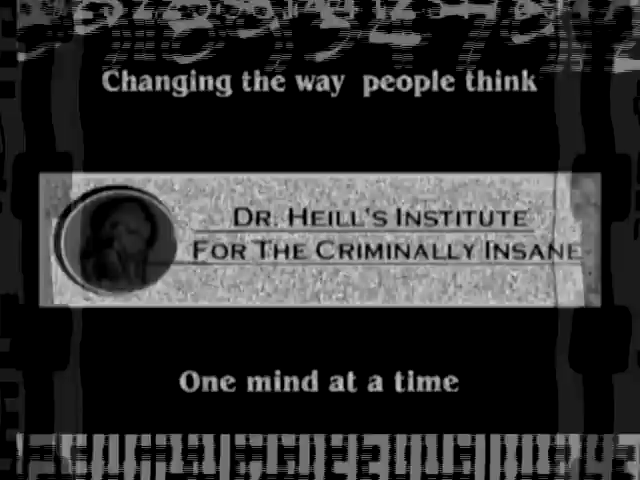 Changing the way people think
DR. HEILL'S INSTITUTE
FOR THE CRIMINALLY INSANE
One mind at a time